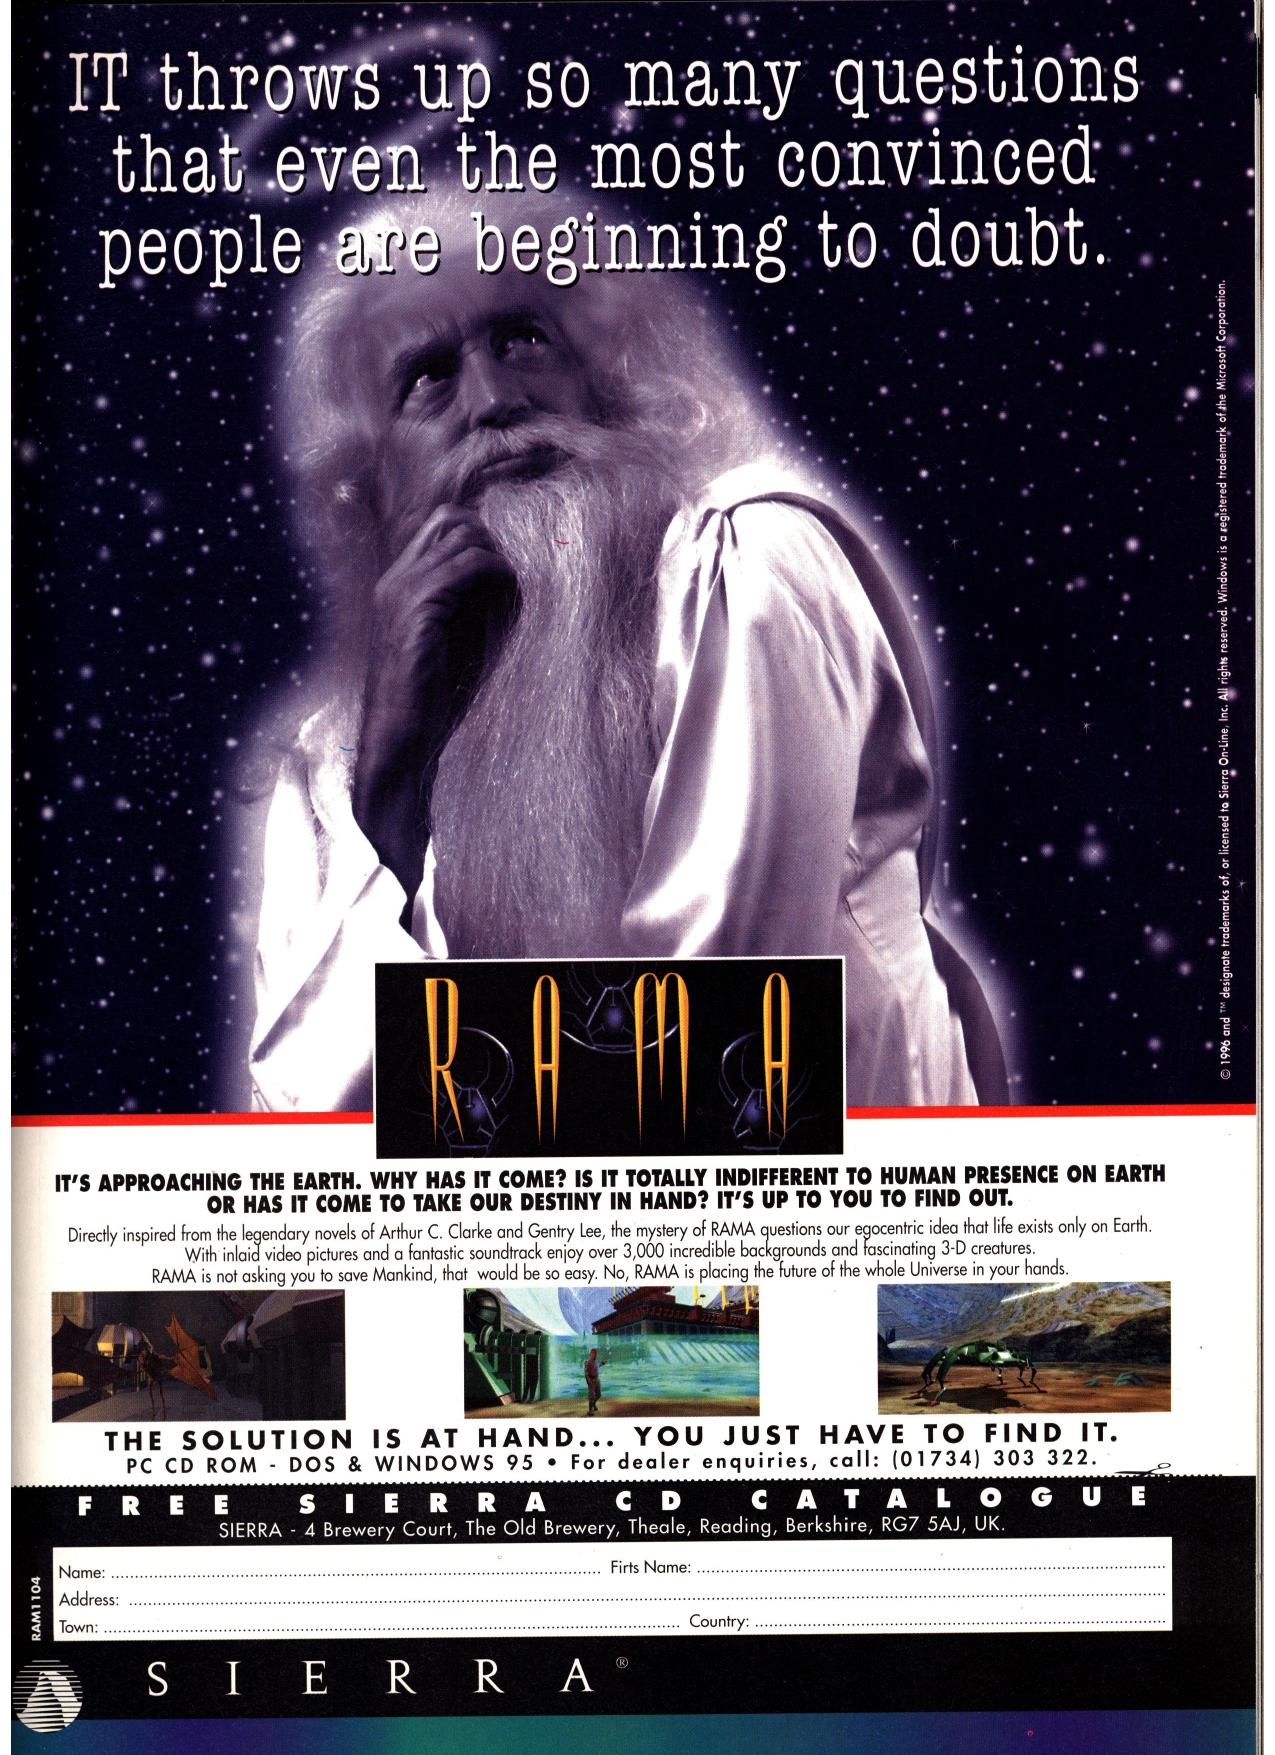 IT throws up so many questions
that even the most convinced
people are beginning to doubt.
© 1996 and ™ designate trademarks of, or licensed to Sierra On-Line, Inc. All rights reserved. Windows is a registered trademark of the Microsoft Corporation.
RAMA
IT'S APPROACHING THE EARTH. WHY HAS IT COME? IS IT TOTALLY INDIFFERENT TO HUMAN PRESENCE ON EARTH
OR HAS IT COME TO TAKE OUR DESTINY IN HAND? IT'S UP TO YOU TO FIND OUT.
Directly inspired from the legendary novels of Arthur C. Clarke and Gentry Lee, the mystery of RAMA questions our egocentric idea that life exists only on Earth.
With inlaid video pictures and a fantastic soundtrack enjoy over 3,000 incredible backgrounds and fascinating 3-D creatures.
RAMA is not asking you to save Mankind, that would be so easy. No, RAMA is placing the future of the whole Universe in your hands.
THE SOLUTION IS AT HAND... YOU JUST HAVE TO FIND IT.
PC CD ROM - DOS & WINDOWS 95 • For dealer enquiries, call: (01734) 303 322.
FREE SIERRA CD CATALOGUE
SIERRA - 4 Brewery Court, The Old Brewery, Theale, Reading, Berkshire, RG7 5AJ, UK.
Name: ........ Firts Name: ........
Address: ........
Town: ........ Country: ........
RAM1104
SIERRA®